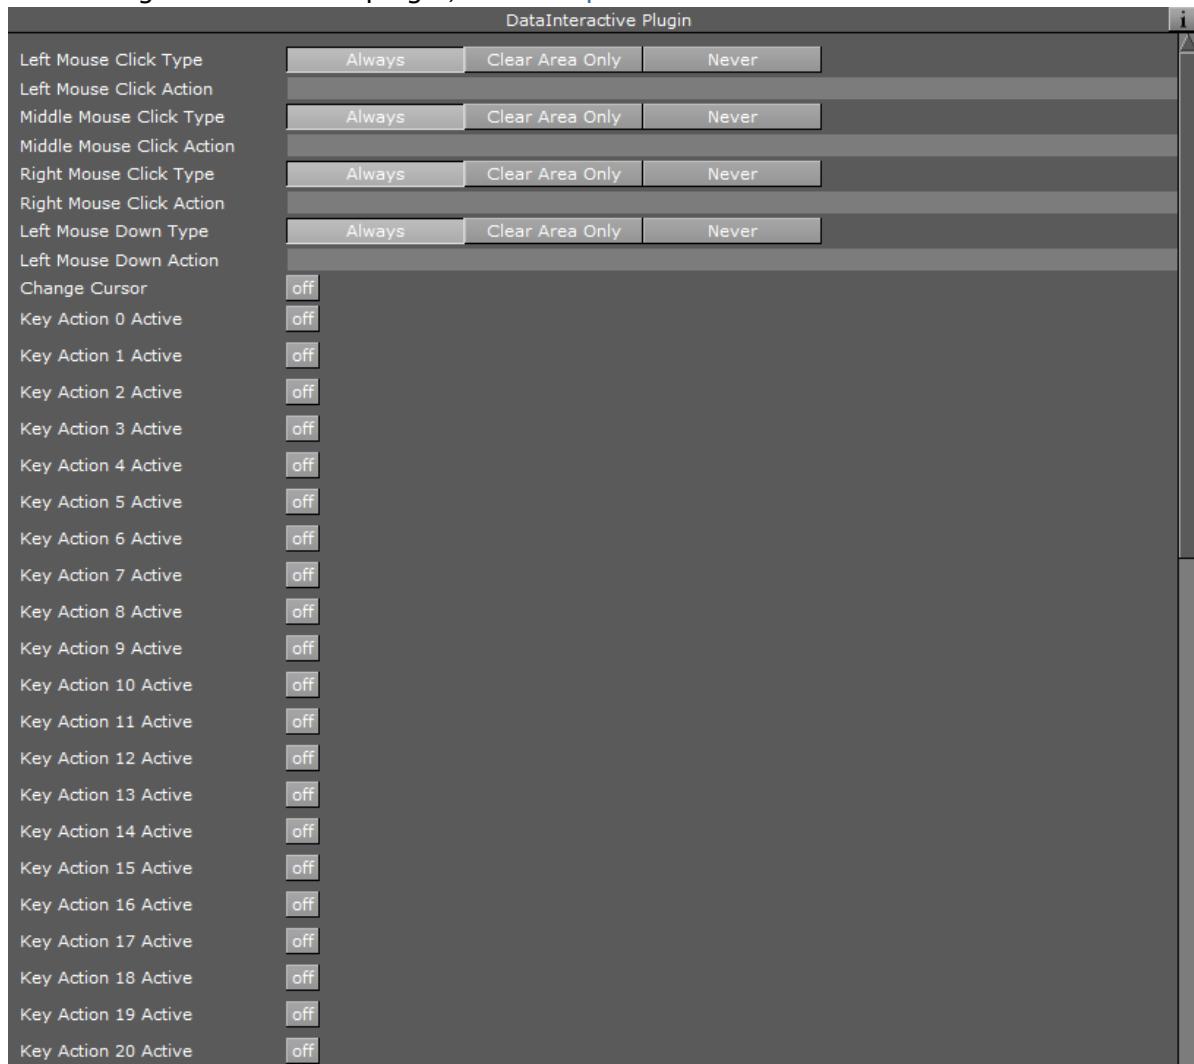 DataInteractive Plugin i
Left Mouse Click Type Always Clear Area Only Never
Left Mouse Click Action
Middle Mouse Click Type Always Clear Area Only Never
Middle Mouse Click Action
Right Mouse Click Type Always Clear Area Only Never
Right Mouse Click Action
Left Mouse Down Type Always Clear Area Only Never
Left Mouse Down Action
Change Cursor off
Key Action 0 Active off
Key Action 1 Active off
Key Action 2 Active off
Key Action 3 Active off
Key Action 4 Active off
Key Action 5 Active off
Key Action 6 Active off
Key Action 7 Active off
Key Action 8 Active off
Key Action 9 Active off
Key Action 10 Active off
Key Action 11 Active off
Key Action 12 Active off
Key Action 13 Active off
Key Action 14 Active off
Key Action 15 Active off
Key Action 16 Active off
Key Action 17 Active off
Key Action 18 Active off
Key Action 19 Active off
Key Action 20 Active off